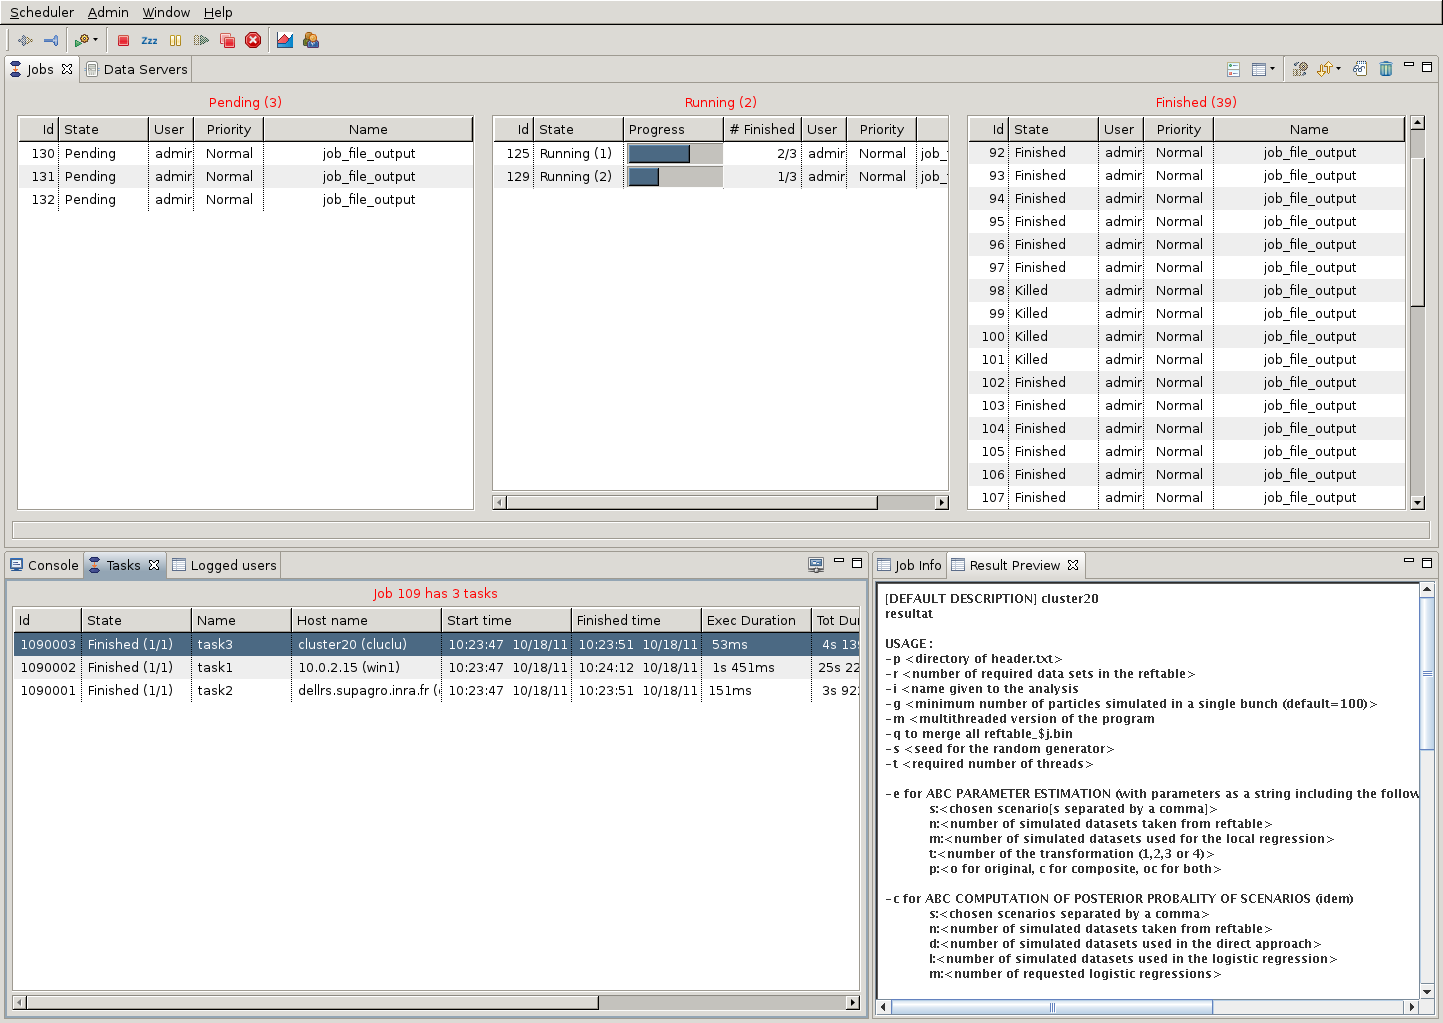 Scheduler Admin Window Help
Zzz
Jobs Data Servers
Pending (3)
Id State User Priority Name
130 Pending admir Normal job_file_output
131 Pending admir Normal job_file_output
132 Pending admir Normal job_file_output
Running (2)
Id State Progress # Finished User Priority
125 Running (1) 2/3 admir Normal job_
129 Running (2) 1/3 admir Normal job_
Finished (39)
Id State User Priority Name
92 Finished admir Normal job_file_output
93 Finished admir Normal job_file_output
94 Finished admir Normal job_file_output
95 Finished admir Normal job_file_output
96 Finished admir Normal job_file_output
97 Finished admir Normal job_file_output
98 Killed admir Normal job_file_output
99 Killed admir Normal job_file_output
100 Killed admir Normal job_file_output
101 Killed admir Normal job_file_output
102 Finished admir Normal job_file_output
103 Finished admir Normal job_file_output
104 Finished admir Normal job_file_output
105 Finished admir Normal job_file_output
106 Finished admir Normal job_file_output
107 Finished admir Normal job_file_output
Console Tasks Logged users
Job 109 has 3 tasks
Id State Name Host name Start time Finished time Exec Duration Tot Du
1090003 Finished (1/1) task3 cluster20 (cluclu) 10:23:47 10/18/11 10:23:51 10/18/11 53ms 4s 13
1090002 Finished (1/1) task1 10.0.2.15 (win1) 10:23:47 10/18/11 10:24:12 10/18/11 1s 451ms 25s 22
1090001 Finished (1/1) task2 dellrs.supagro.inra.fr ( 10:23:47 10/18/11 10:23:51 10/18/11 151ms 3s 92
Job Info Result Preview
[DEFAULT DESCRIPTION] cluster20
resultat
USAGE :
-p <directory of header.txt>
-r <number of required data sets in the reftable>
-i <name given to the analysis
-g <minimum number of particles simulated in a single bunch (default=100)>
-m <multithreaded version of the program
-q to merge all reftable_$j.bin
-s <seed for the random generator>
-t <required number of threads>
-e for ABC PARAMETER ESTIMATION (with parameters as a string including the follow
s:<chosen scenario[s separated by a comma]>
n:<number of simulated datasets taken from reftable>
m:<number of simulated datasets used for the local regression>
t:<number of the transformation (1,2,3 or 4)>
p:<o for original, c for composite, oc for both>
-c for ABC COMPUTATION OF POSTERIOR PROBALITY OF SCENARIOS (idem)
s:<chosen scenarios separated by a comma>
n:<number of simulated datasets taken from reftable>
d:<number of simulated datasets used in the direct approach>
l:<number of simulated datasets used in the logistic regression>
m:<number of requested logistic regressions>